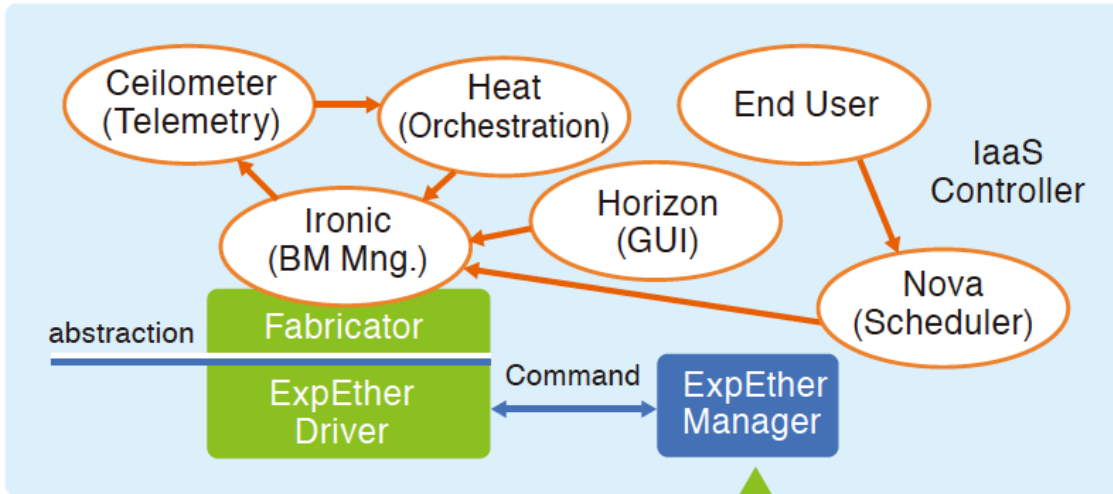 Ceilometer
(Telemetry)
Heat
(Orchestration)
End User
IaaS
Controller
Ironic
(BM Mng.)
Horizon
(GUI)
Nova
(Scheduler)
abstraction
Fabricator
ExpEther
Driver
Command
ExpEther
Manager